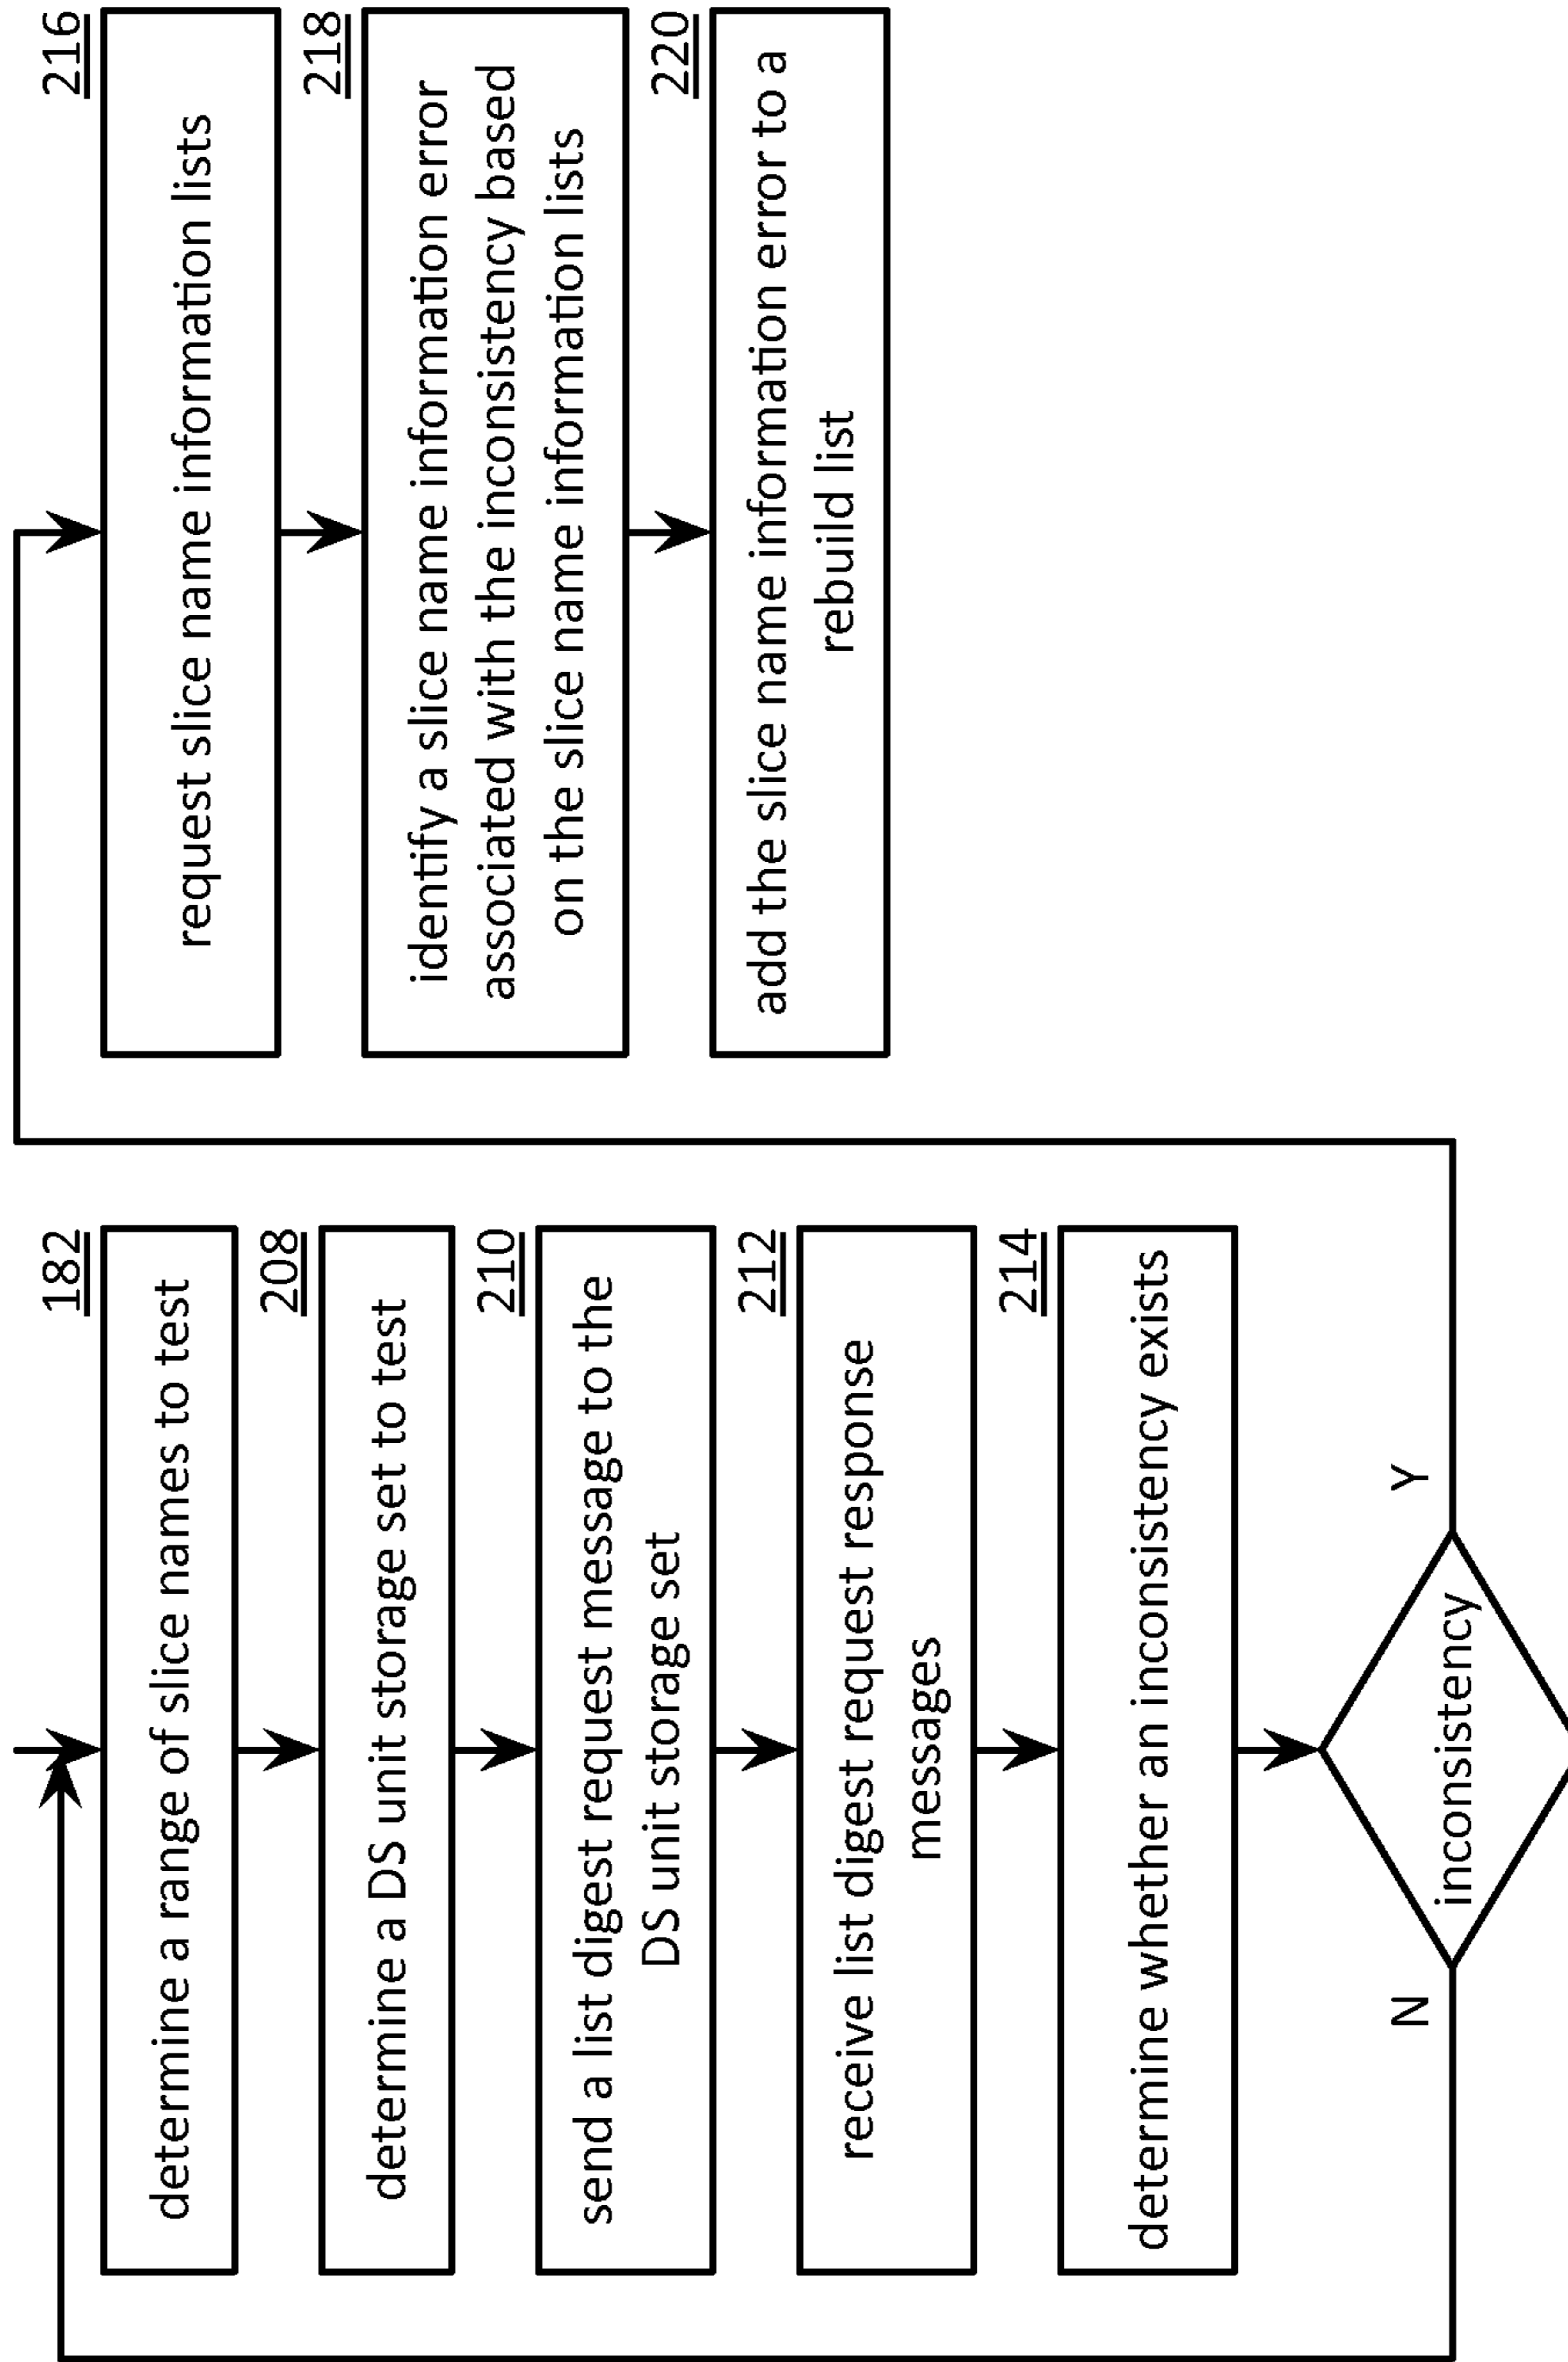 182
determine a range of slice names to test
208
determine a DS unit storage set to test
210
send a list digest request message to the
DS unit storage set
212
receive list digest request response
messages
214
determine whether an inconsistency exists
N
inconsistency
Y
216
request slice name information lists
218
identify a slice name information error
associated with the inconsistency based
on the slice name information lists
220
add the slice name information error to a
rebuild list